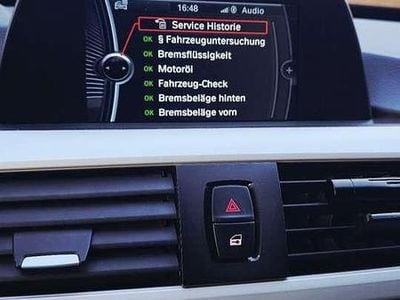 16:48 Audio
Service Historie
OK § Fahrzeuguntersuchung
OK Bremsflüssigkeit
OK Motoröl
OK Fahrzeug-Check
OK Bremsbeläge hinten
OK Bremsbeläge vorn